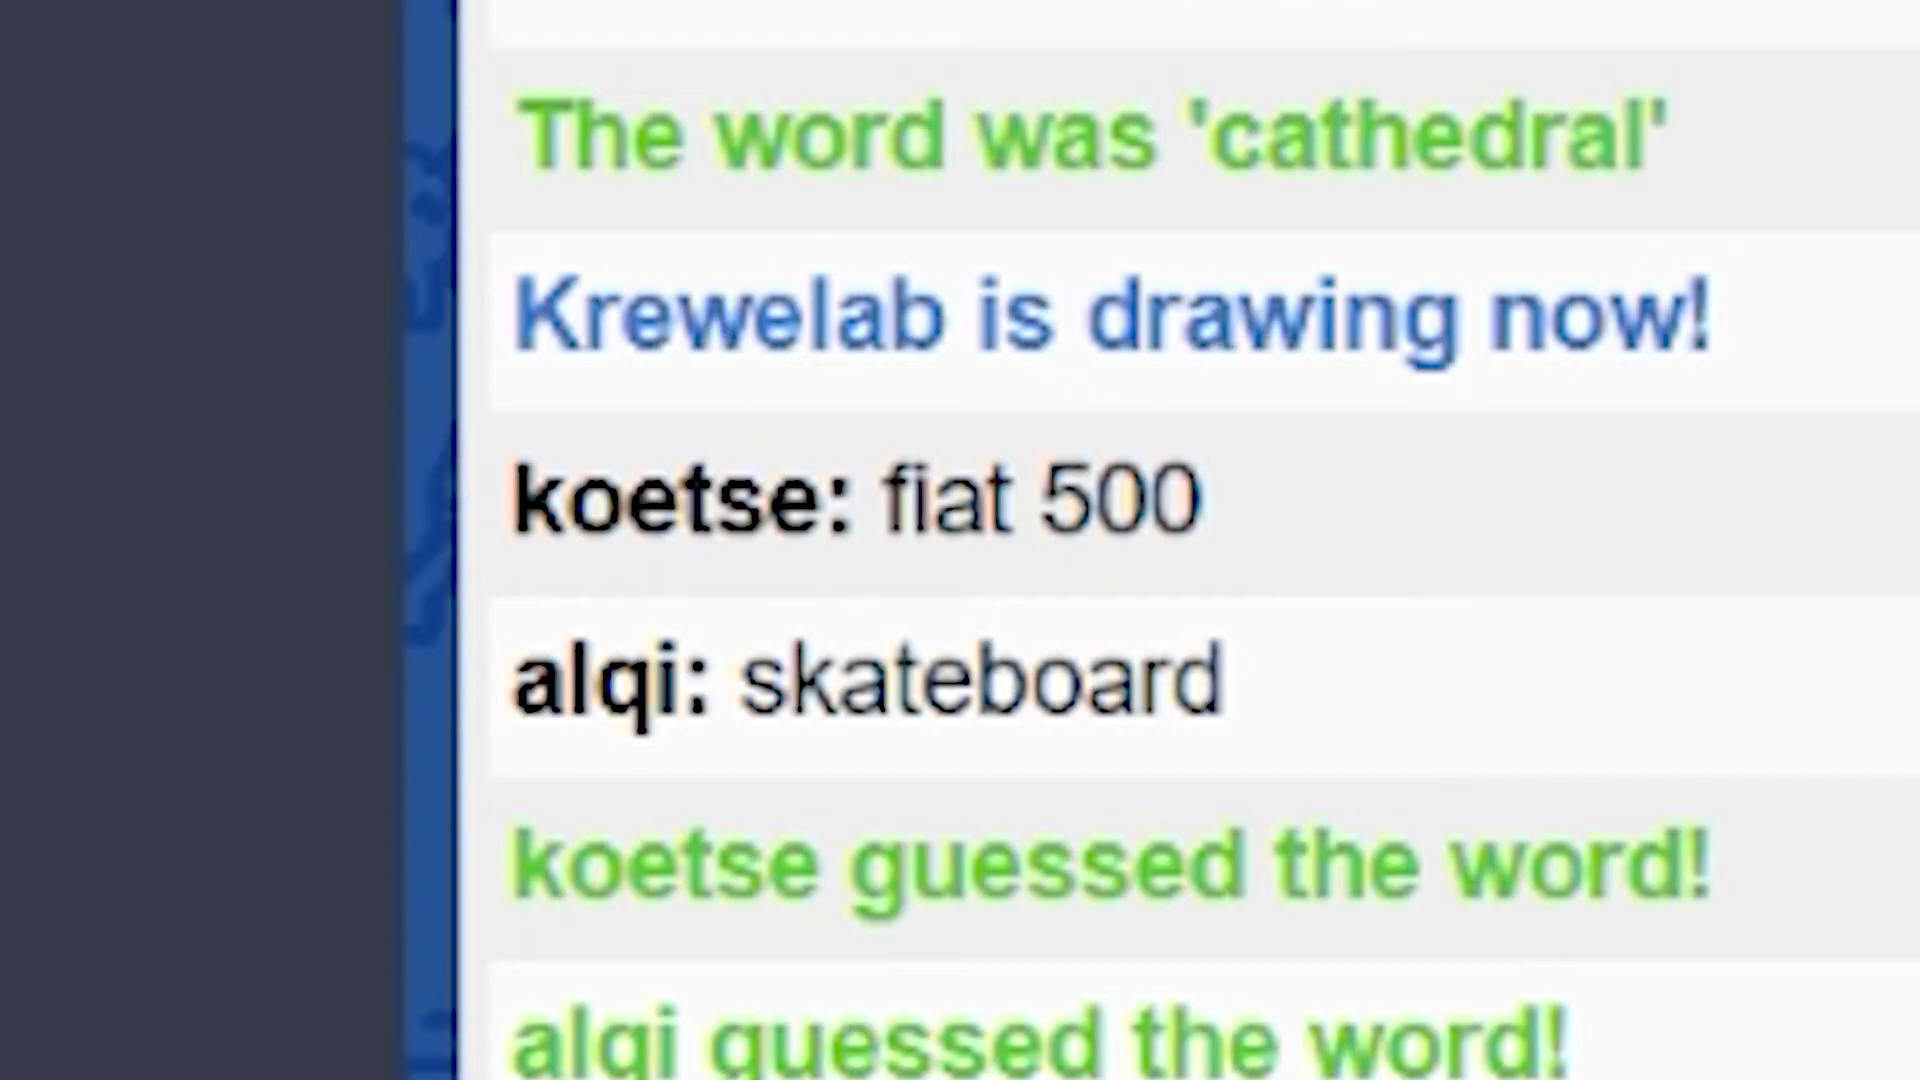 The word was 'cathedral'
Krewelab is drawing now!
koetse: fiat 500
alqi: skateboard
koetse guessed the word!
alqi guessed the word!